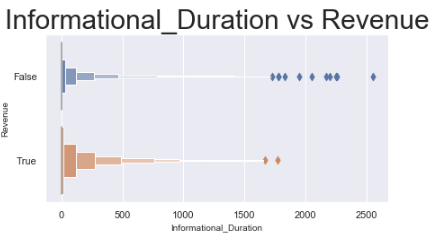 Informational_Duration vs Revenue
False
True
Revenue
0 500 1000 1500 2000 2500
Informational_Duration